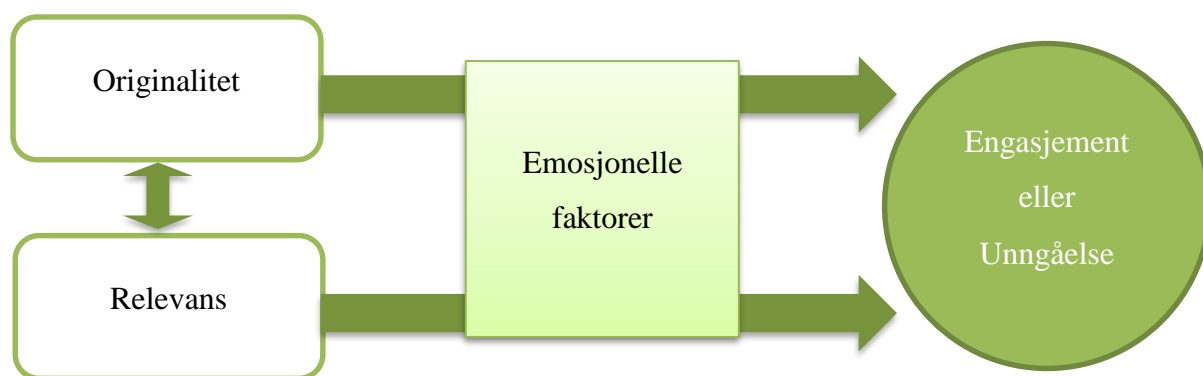 Originalitet
Relevans
Emosjonelle
faktorer
Engasjement
eller
Unngåelse